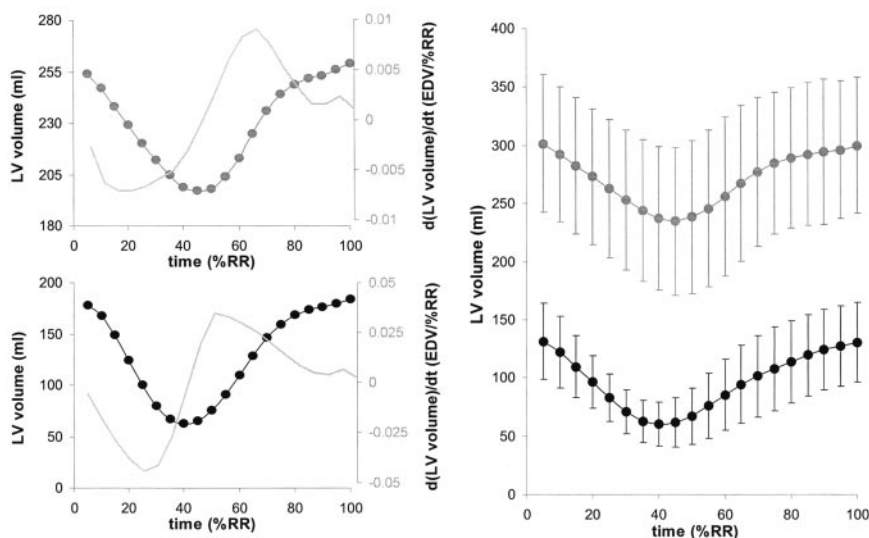 280
255
230
205
180
LV volume (ml)
0.01
0.005
0
-0.005
-0.01
d(LV volume)/dt (EDV/%RR)
0 20 40 60 80 100
time (%RR)
200
150
100
50
0
LV volume (ml)
0.05
0.025
0
-0.025
-0.05
d(LV volume)/dt (EDV/%RR)
0 20 40 60 80 100
time (%RR)
400
350
300
250
200
150
100
50
0
LV volume (ml)
0 20 40 60 80 100
time (%RR)